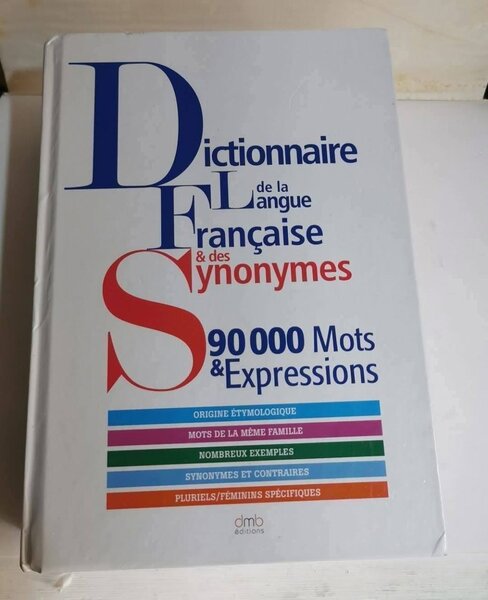 Dictionnaire
de la
Langue
Française
& des
Synonymes
90 000 Mots
& Expressions
ORIGINE ÉTYMOLOGIQUE
MOTS DE LA MÊME FAMILLE
NOMBREUX EXEMPLES
SYNONYMES ET CONTRAIRES
PLURIELS/FÉMININS SPÉCIFIQUES
dmb
éditions